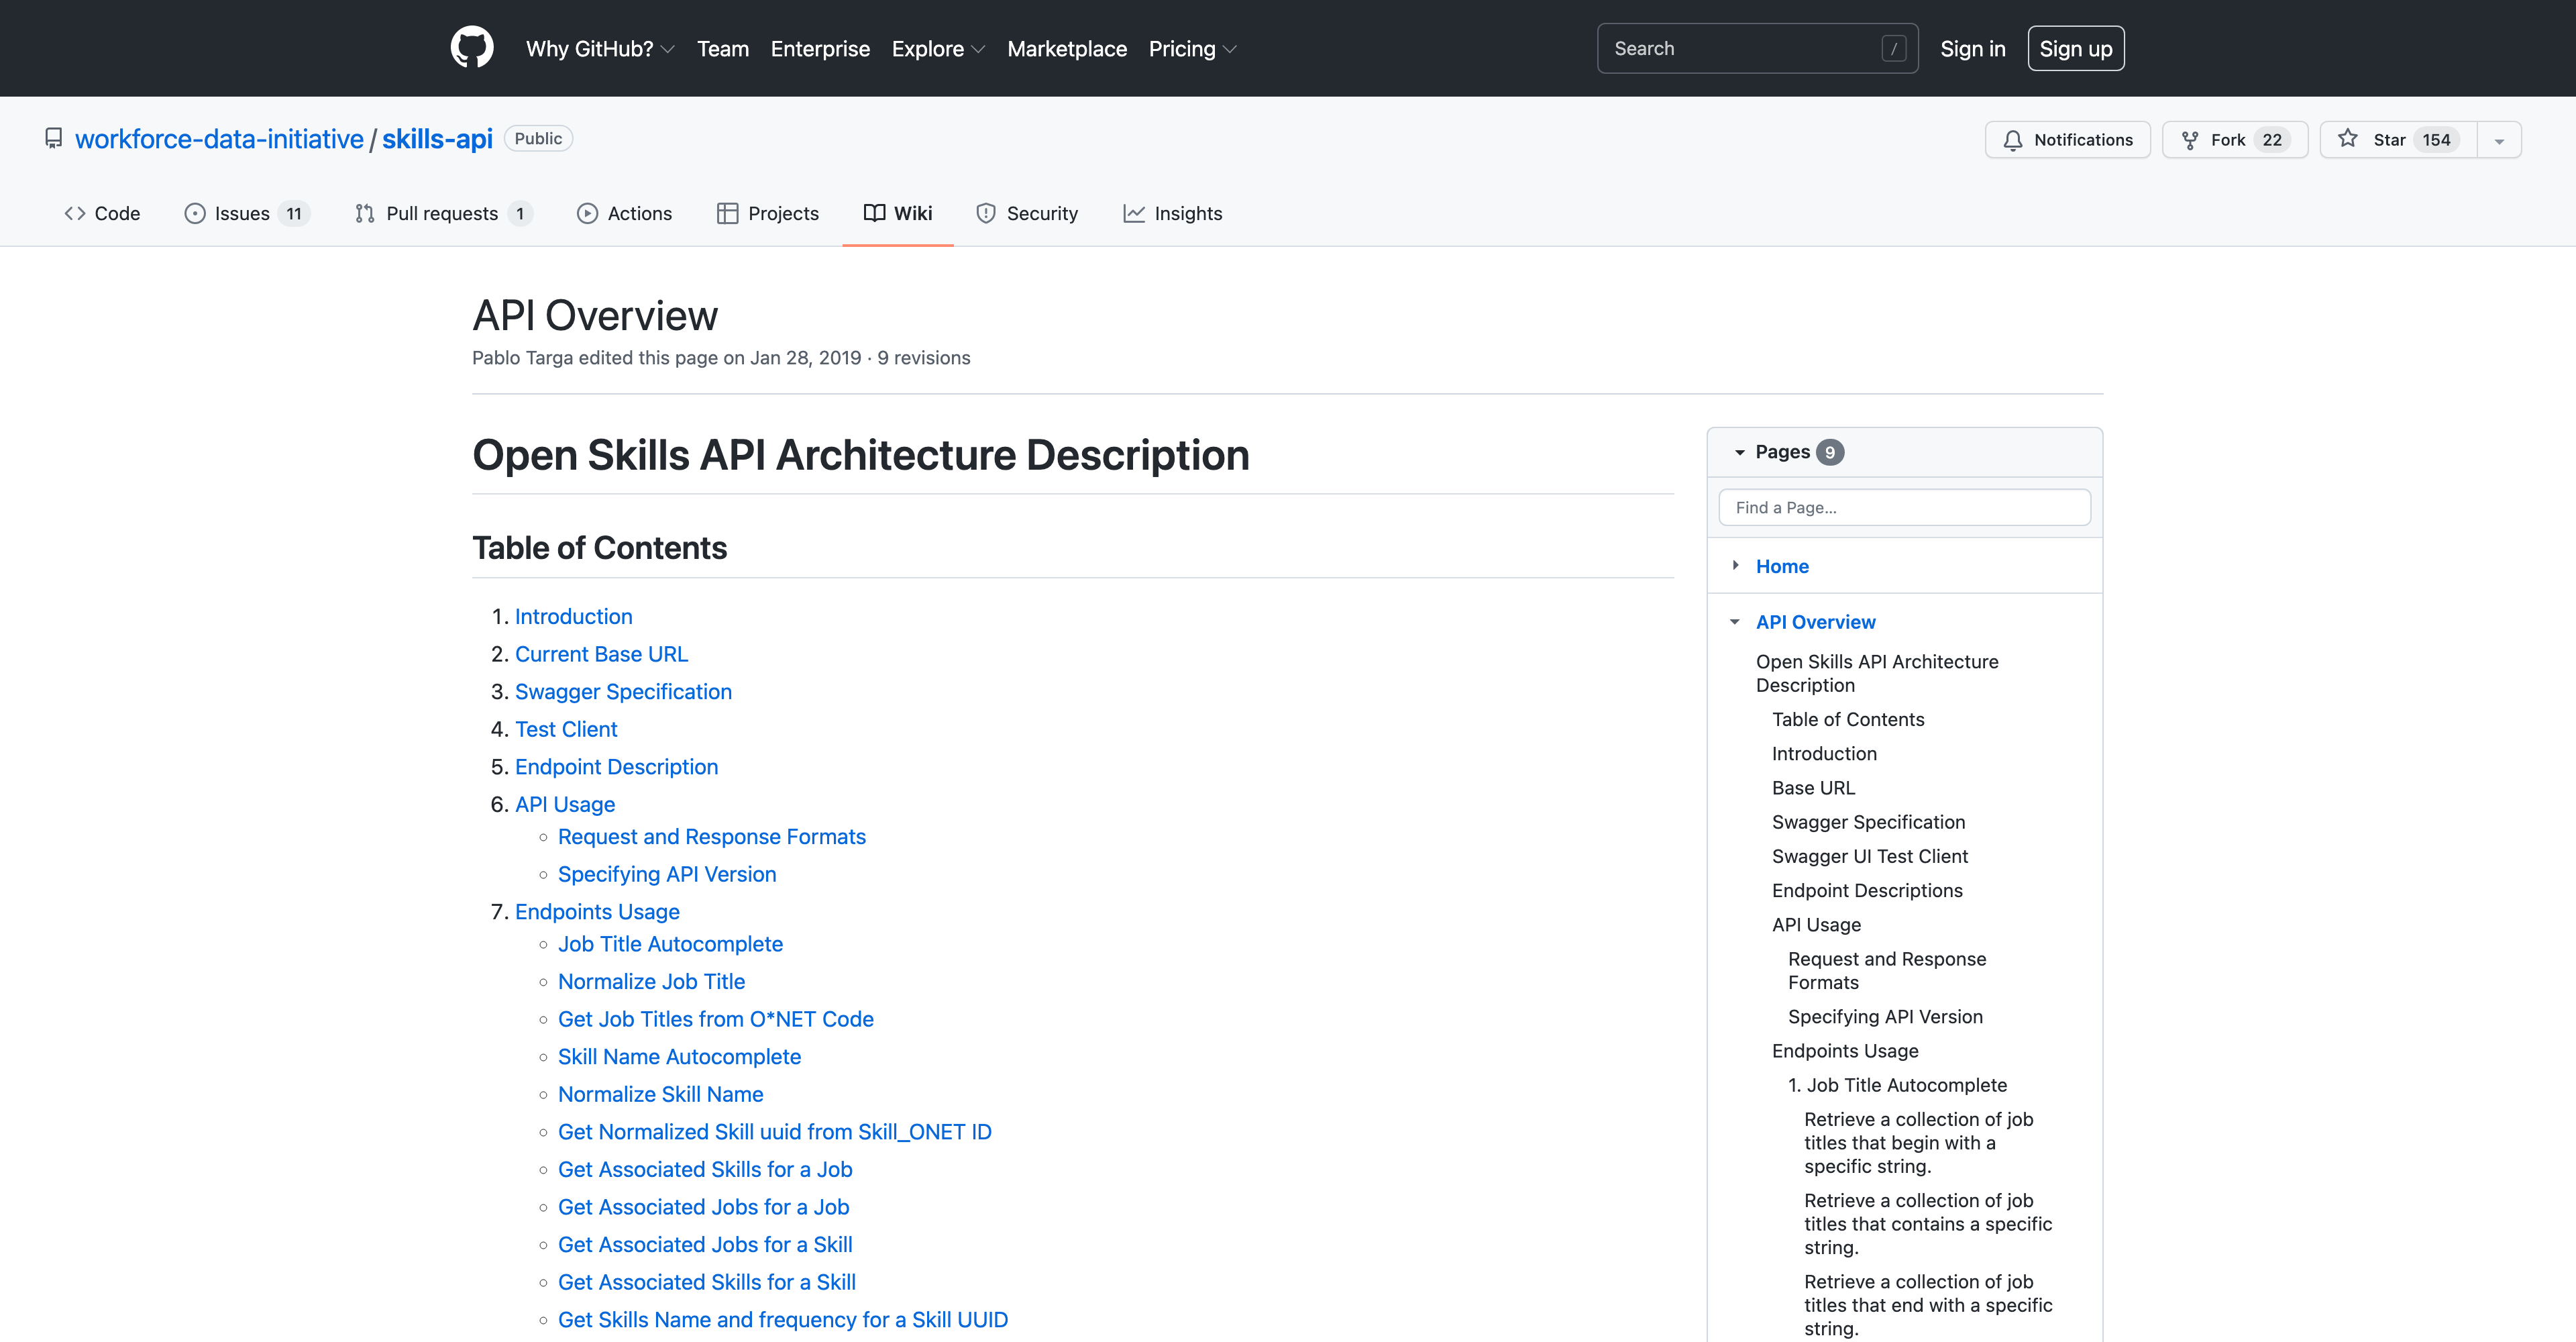 Why GitHub? Team Enterprise Explore Marketplace Pricing Search / Sign in Sign up
workforce-data-initiative / skills-api Public Notifications Fork 22 Star 154
Code Issues 11 Pull requests 1 Actions Projects Wiki Security Insights
API Overview
Pablo Targa edited this page on Jan 28, 2019 · 9 revisions
Open Skills API Architecture Description
Table of Contents
1. Introduction
2. Current Base URL
3. Swagger Specification
4. Test Client
5. Endpoint Description
6. API Usage
Request and Response Formats
Specifying API Version
7. Endpoints Usage
Job Title Autocomplete
Normalize Job Title
Get Job Titles from O*NET Code
Skill Name Autocomplete
Normalize Skill Name
Get Normalized Skill uuid from Skill_ONET ID
Get Associated Skills for a Job
Get Associated Jobs for a Job
Get Associated Jobs for a Skill
Get Associated Skills for a Skill
Get Skills Name and frequency for a Skill UUID
Pages 9
Find a Page...
Home
API Overview
Open Skills API Architecture
Description
Table of Contents
Introduction
Base URL
Swagger Specification
Swagger UI Test Client
Endpoint Descriptions
API Usage
Request and Response
Formats
Specifying API Version
Endpoints Usage
1. Job Title Autocomplete
Retrieve a collection of job
titles that begin with a
specific string.
Retrieve a collection of job
titles that contains a specific
string.
Retrieve a collection of job
titles that end with a specific
string.